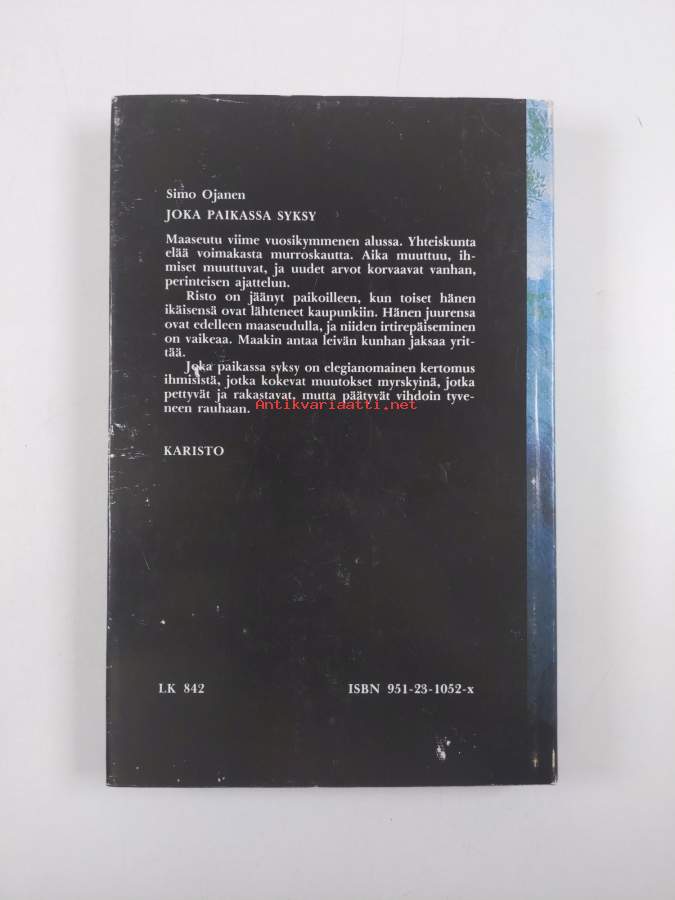 Simo Ojanen
JOKA PAIKASSA SYKSY
Maaseutu viime vuosikymmenen alussa. Yhteiskunta
elää voimakasta murroskautta. Aika muuttuu, ih-
miset muuttuvat, ja uudet arvot korvaavat vanhan,
perinteisen ajattelun.
Risto on jäänyt paikoilleen, kun toiset hänen
ikäisensä ovat lähteneet kaupunkiin. Hänen juurensa
ovat edelleen maaseudulla, ja niiden irtirepäiseminen
on vaikeaa. Maakin antaa leivän kunhan jaksaa yrit-
tää.
Joka paikassa syksy on elegianomainen kertomus
ihmisistä, jotka kokevat muutokset myrskyinä, jotka
pettyvät ja rakastavat, mutta päätyvät vihdoin tyve-
neen rauhaan.
Antikvariaatti.net
KARISTO
LK 842
ISBN 951-23-1052-x